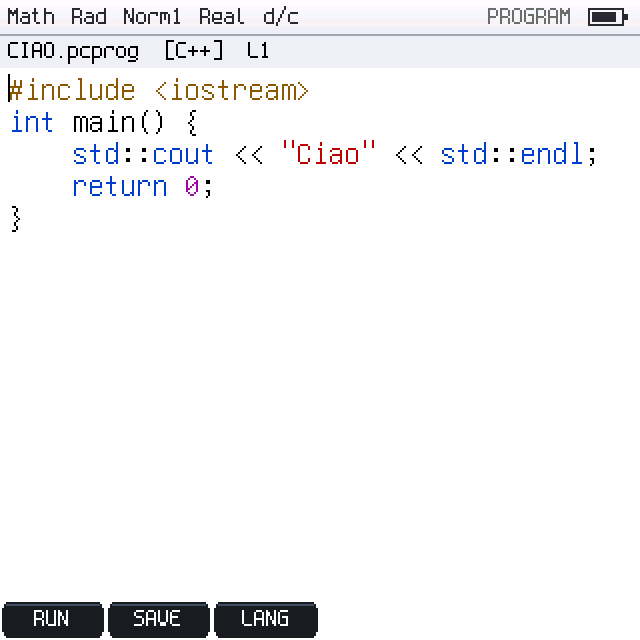 Math Rad Norm1 Real d/c PROGRAM
CIAO.pcprog [C++] L1
#include <iostream>
int main() {
    std::cout << "Ciao" << std::endl;
    return 0;
}
RUN SAVE LANG